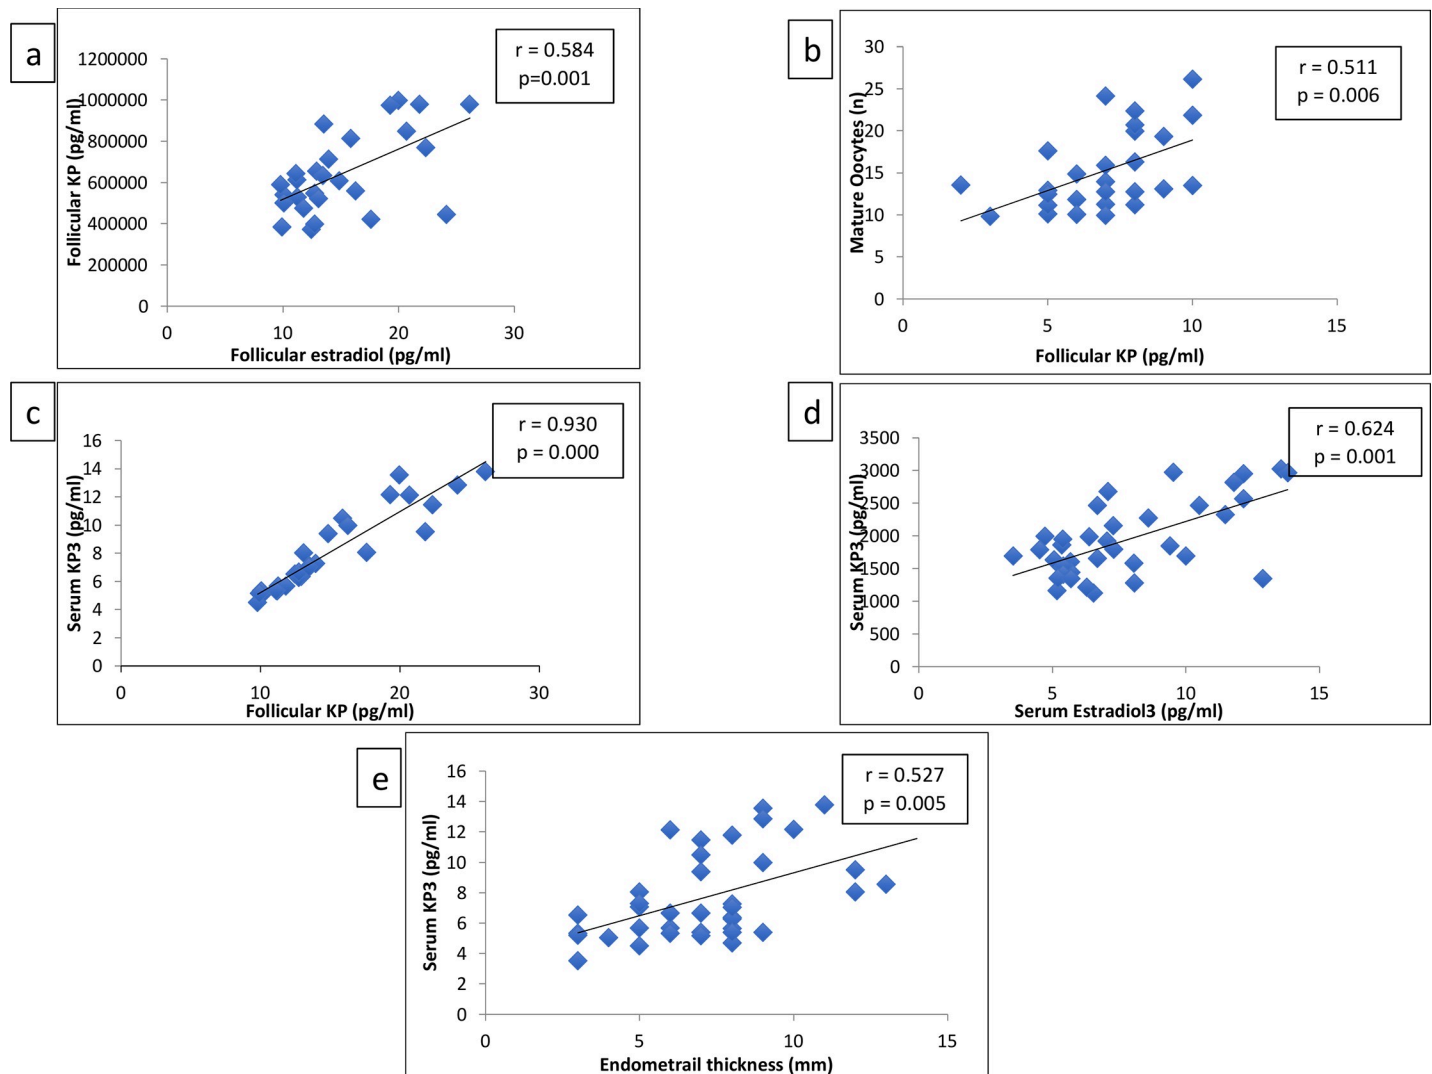 a
r = 0.584
p=0.001
1200000
1000000
800000
600000
400000
200000
0
Follicular KP (pg/ml)
0 10 20 30
Follicular estradiol (pg/ml)
b
r = 0.511
p = 0.006
30
25
20
15
10
5
0
Mature Oocytes (n)
0 5 10 15
Follicular KP (pg/ml)
c
r = 0.930
p = 0.000
16
14
12
10
8
6
4
2
0
Serum KP3 (pg/ml)
0 10 20 30
Follicular KP (pg/ml)
d
r = 0.624
p = 0.001
3500
3000
2500
2000
1500
1000
500
0
Serum KP3 (pg/ml)
0 5 10 15
Serum Estradiol3 (pg/ml)
e
r = 0.527
p = 0.005
16
14
12
10
8
6
4
2
0
Serum KP3 (pg/ml)
0 5 10 15
Endometrail thickness (mm)